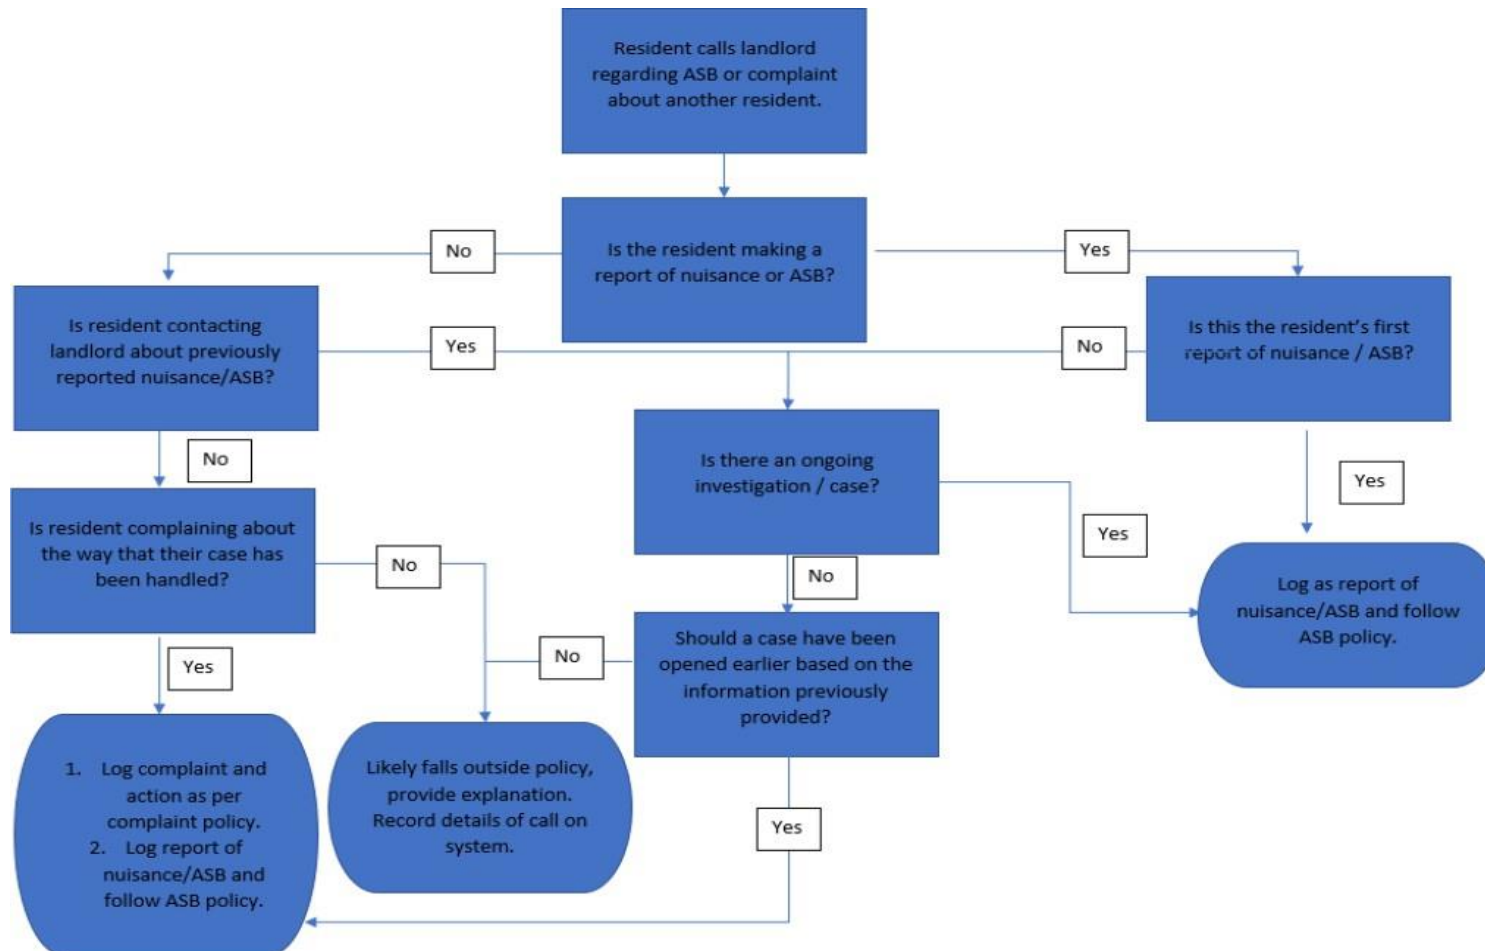 Resident calls landlord
regarding ASB or complaint
about another resident.
No
Is the resident making a
report of nuisance or ASB?
Yes
Is resident contacting
landlord about previously
reported nuisance/ASB?
Yes
No
Is this the resident’s first
report of nuisance / ASB?
No
Is there an ongoing
investigation / case?
Yes
Yes
Is resident complaining about
the way that their case has
been handled?
No
No
Log as report of
nuisance/ASB and follow
ASB policy.
Yes
No
Should a case have been
opened earlier based on the
information previously
provided?
1. Log complaint and
action as per
complaint policy.
2. Log report of
nuisance/ASB and
follow ASB policy.
Likely falls outside policy,
provide explanation.
Record details of call on
system.
Yes